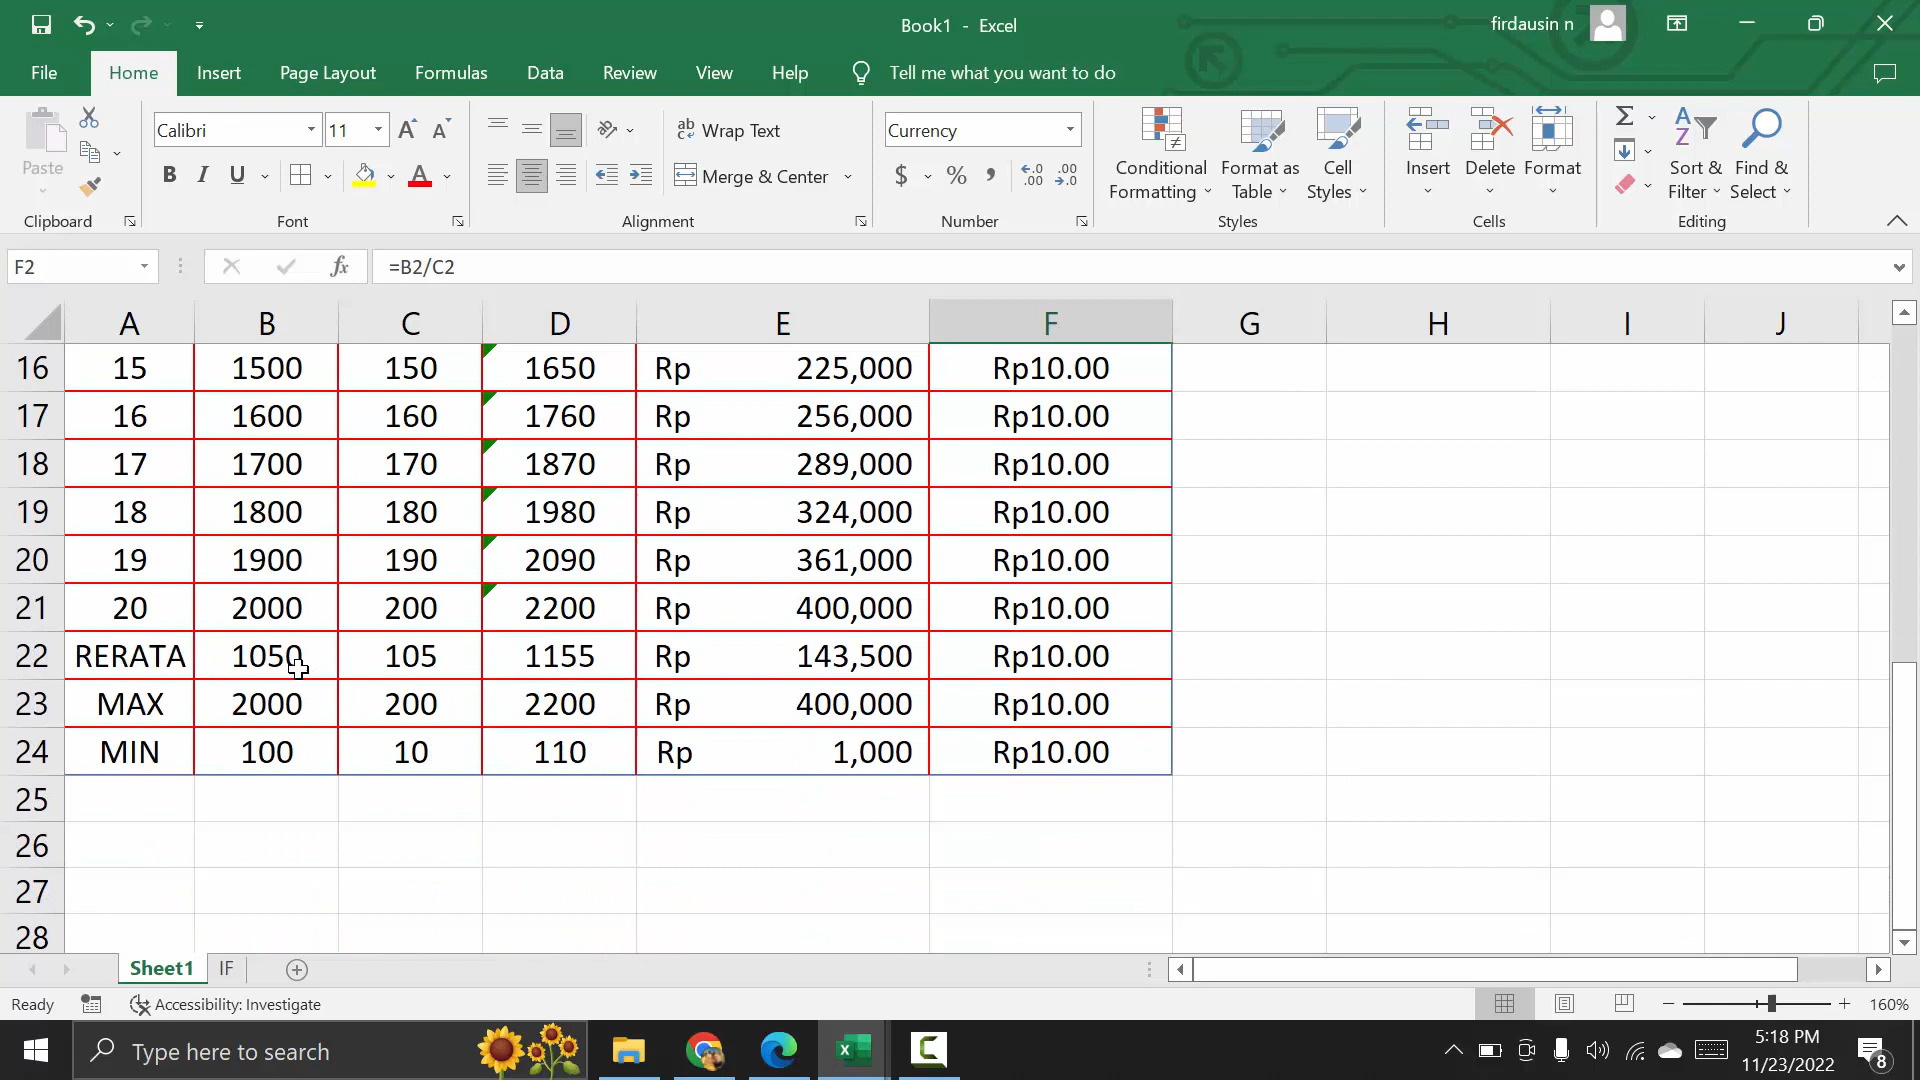 Book1 - Excel
firdausin n
File Home Insert Page Layout Formulas Data Review View Help Tell me what you want to do
Paste
Clipboard
Calibri 11
B I U
Font
Wrap Text
Merge & Center
Alignment
Currency
$ % 9
Number
Conditional Formatting
Format as Table
Cell Styles
Styles
Insert
Delete
Format
Cells
Sort & Filter
Find & Select
Editing
F2 fx =B2/C2
A B C D E F G H I J
16 15 1500 150 1650 Rp 225,000 Rp10.00
17 16 1600 160 1760 Rp 256,000 Rp10.00
18 17 1700 170 1870 Rp 289,000 Rp10.00
19 18 1800 180 1980 Rp 324,000 Rp10.00
20 19 1900 190 2090 Rp 361,000 Rp10.00
21 20 2000 200 2200 Rp 400,000 Rp10.00
22 RERATA 1050 105 1155 Rp 143,500 Rp10.00
23 MAX 2000 200 2200 Rp 400,000 Rp10.00
24 MIN 100 10 110 Rp 1,000 Rp10.00
25
26
27
28
Sheet1 IF
Ready Accessibility: Investigate 160%
Type here to search
5:18 PM
11/23/2022
8